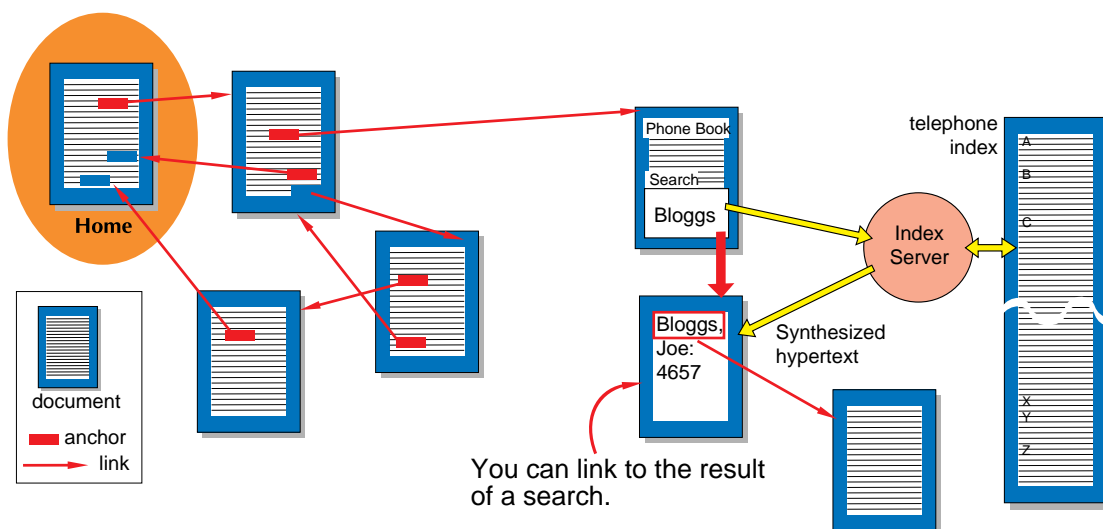 Home
document
anchor
link
Phone Book
Search
Bloggs
Bloggs,
Joe:
4657
You can link to the result
of a search.
Index
Server
Synthesized
hypertext
telephone
index
A
B
C
X
Y
Z